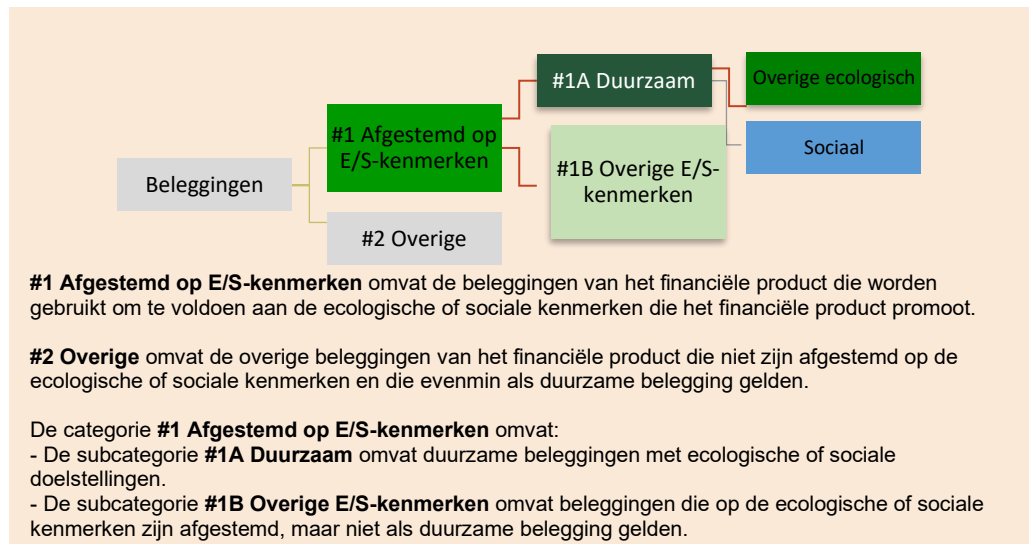 #1A Duurzaam
Overige ecologisch
#1 Afgestemd op
E/S-kenmerken
Sociaal
#1B Overige E/S-
kenmerken
Beleggingen
#2 Overige
#1 Afgestemd op E/S-kenmerken omvat de beleggingen van het financiële product die worden
gebruikt om te voldoen aan de ecologische of sociale kenmerken die het financiële product promoot.
#2 Overige omvat de overige beleggingen van het financiële product die niet zijn afgestemd op de
ecologische of sociale kenmerken en die evenmin als duurzame belegging gelden.
De categorie #1 Afgestemd op E/S-kenmerken omvat:
- De subcategorie #1A Duurzaam omvat duurzame beleggingen met ecologische of sociale
doelstellingen.
- De subcategorie #1B Overige E/S-kenmerken omvat beleggingen die op de ecologische of sociale
kenmerken zijn afgestemd, maar niet als duurzame belegging gelden.